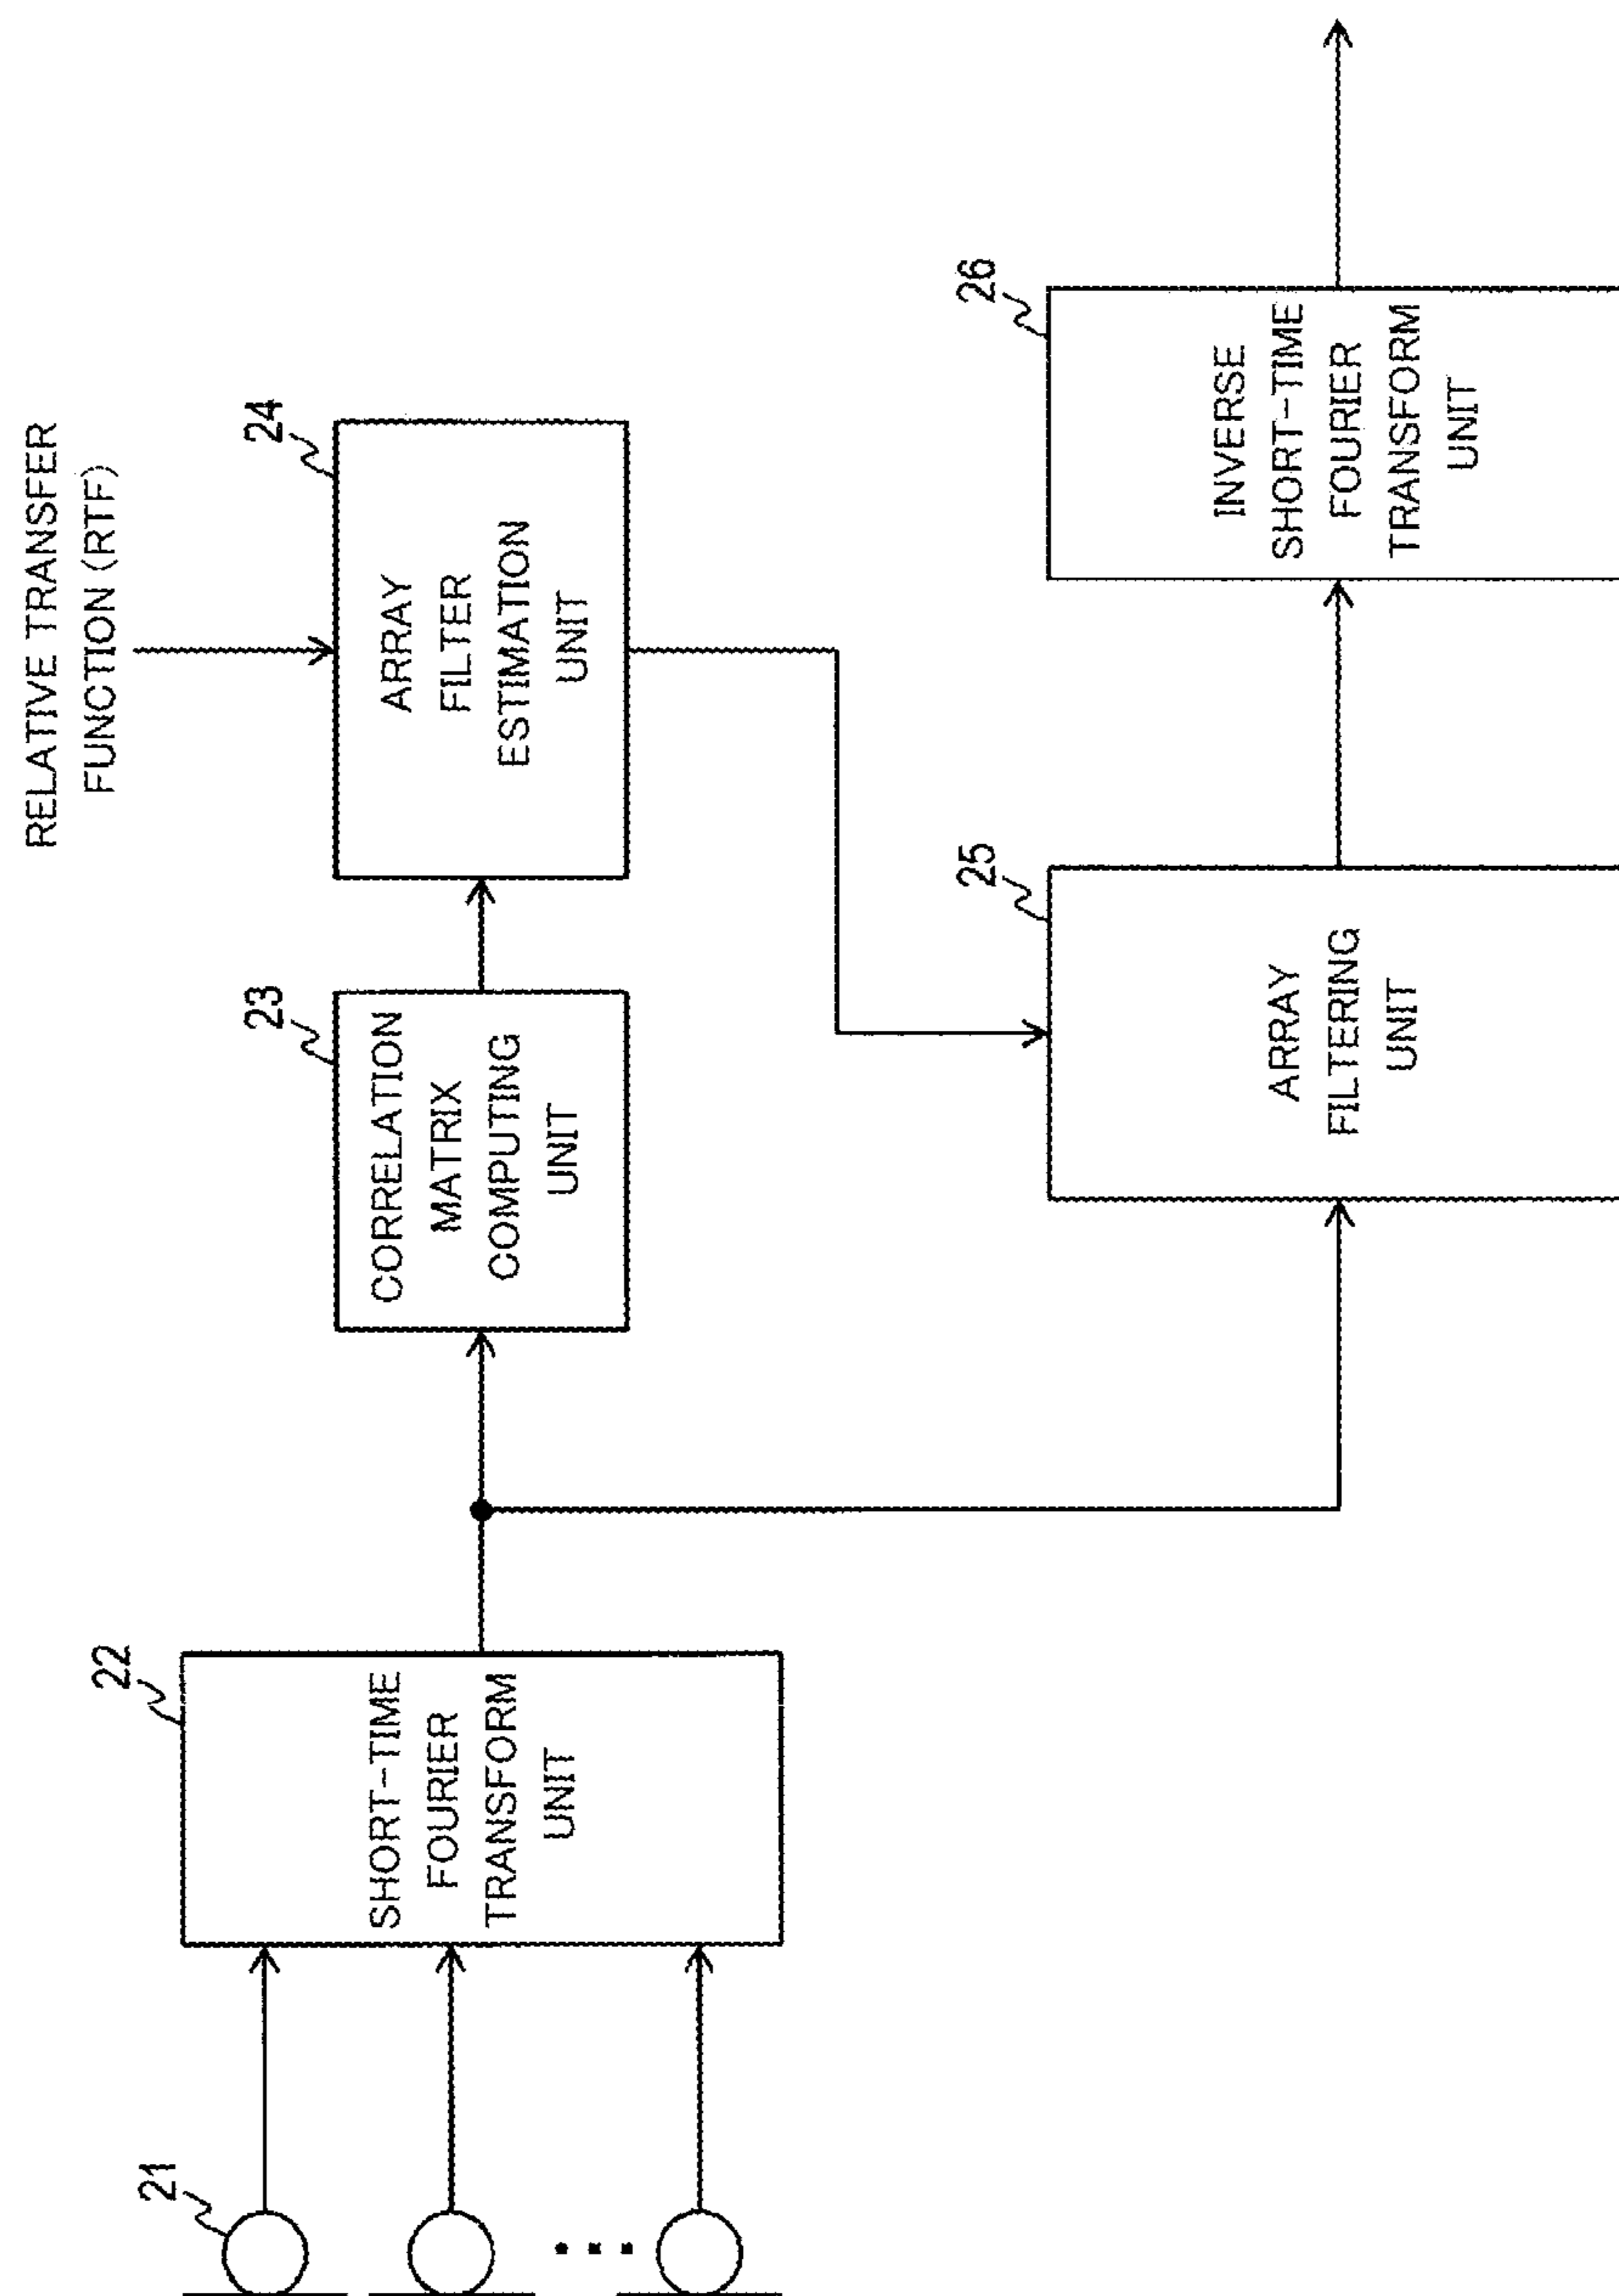 RELATIVE TRANSFER
FUNCTION (RTF)
21
22
SHORT-TIME
FOURIER
TRANSFORM
UNIT
23
CORRELATION
MATRIX
COMPUTING
UNIT
24
ARRAY
FILTER
ESTIMATION
UNIT
25
ARRAY
FILTERING
UNIT
26
INVERSE
SHORT-TIME
FOURIER
TRANSFORM
UNIT